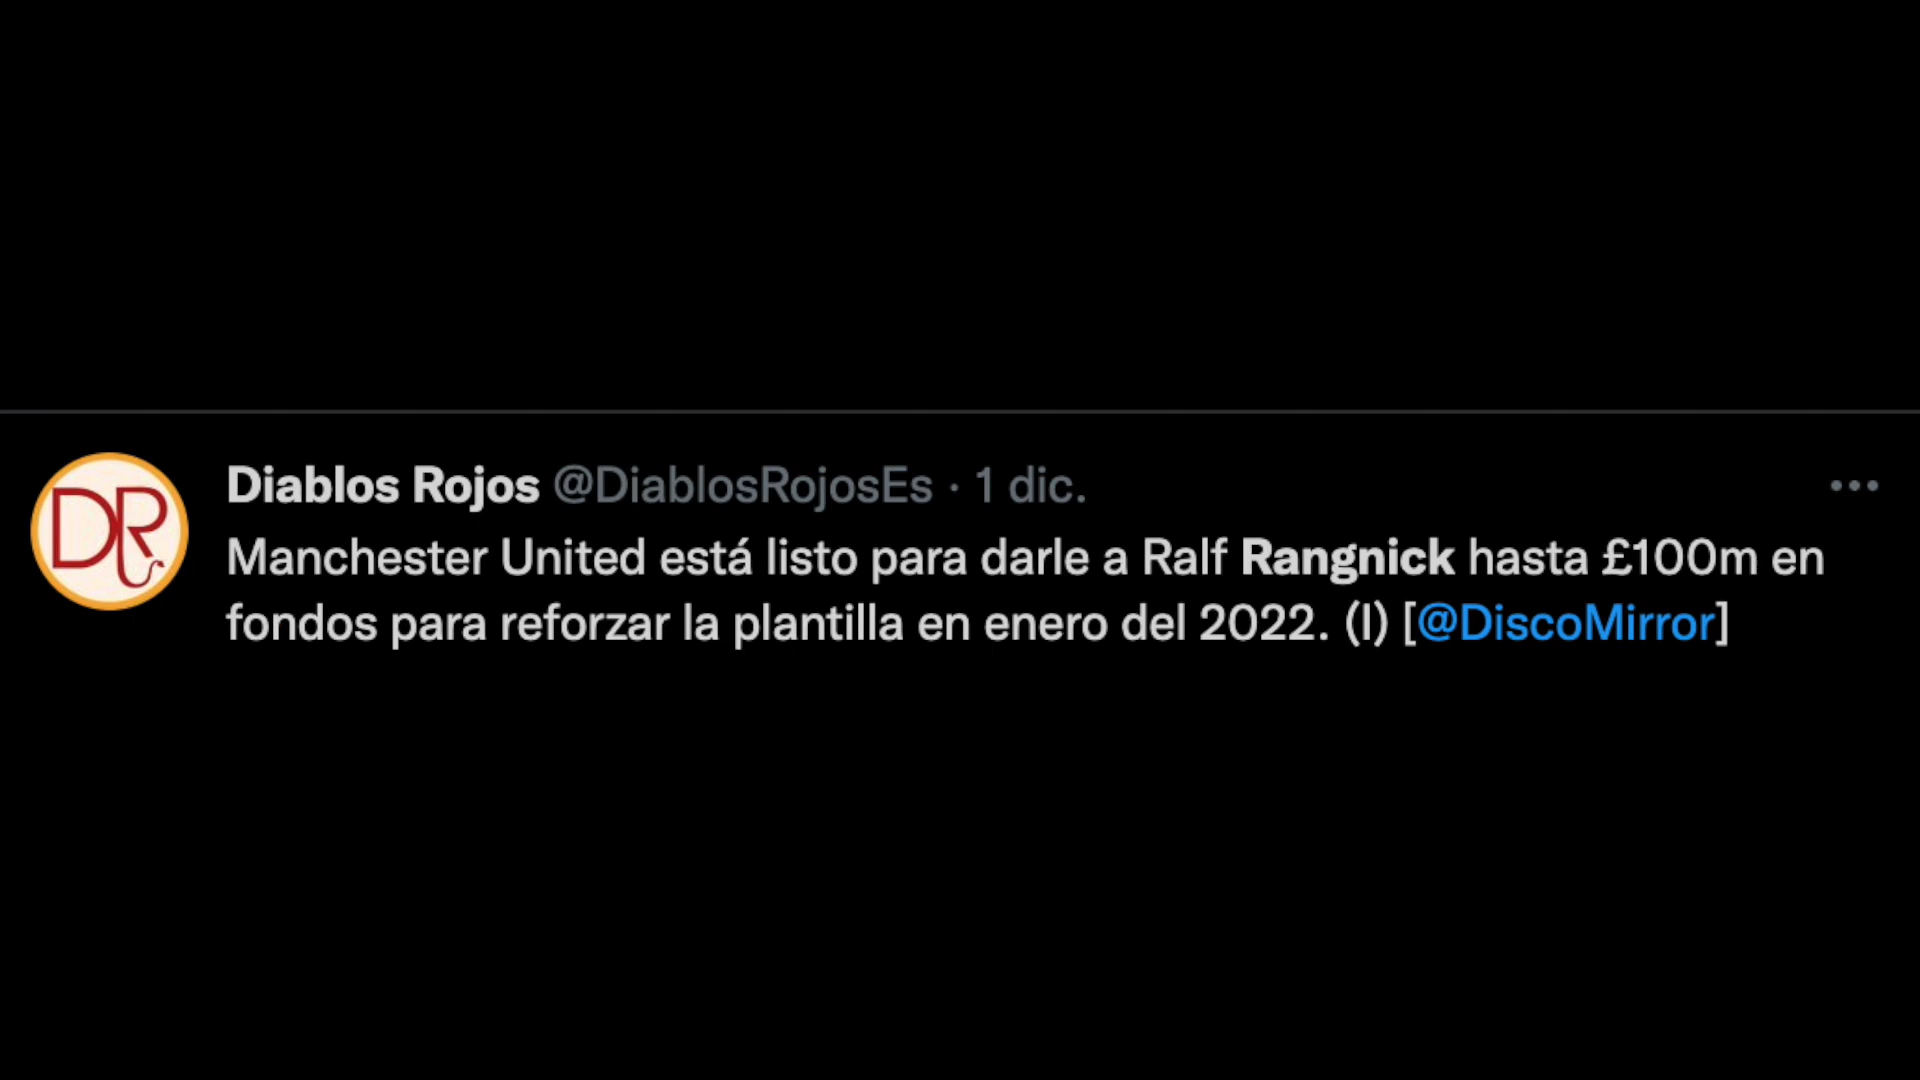 DR
Diablos Rojos @DiablosRojosEs · 1 dic.
Manchester United está listo para darle a Ralf Rangnick hasta £100m en
fondos para reforzar la plantilla en enero del 2022. (I) [@DiscoMirror]